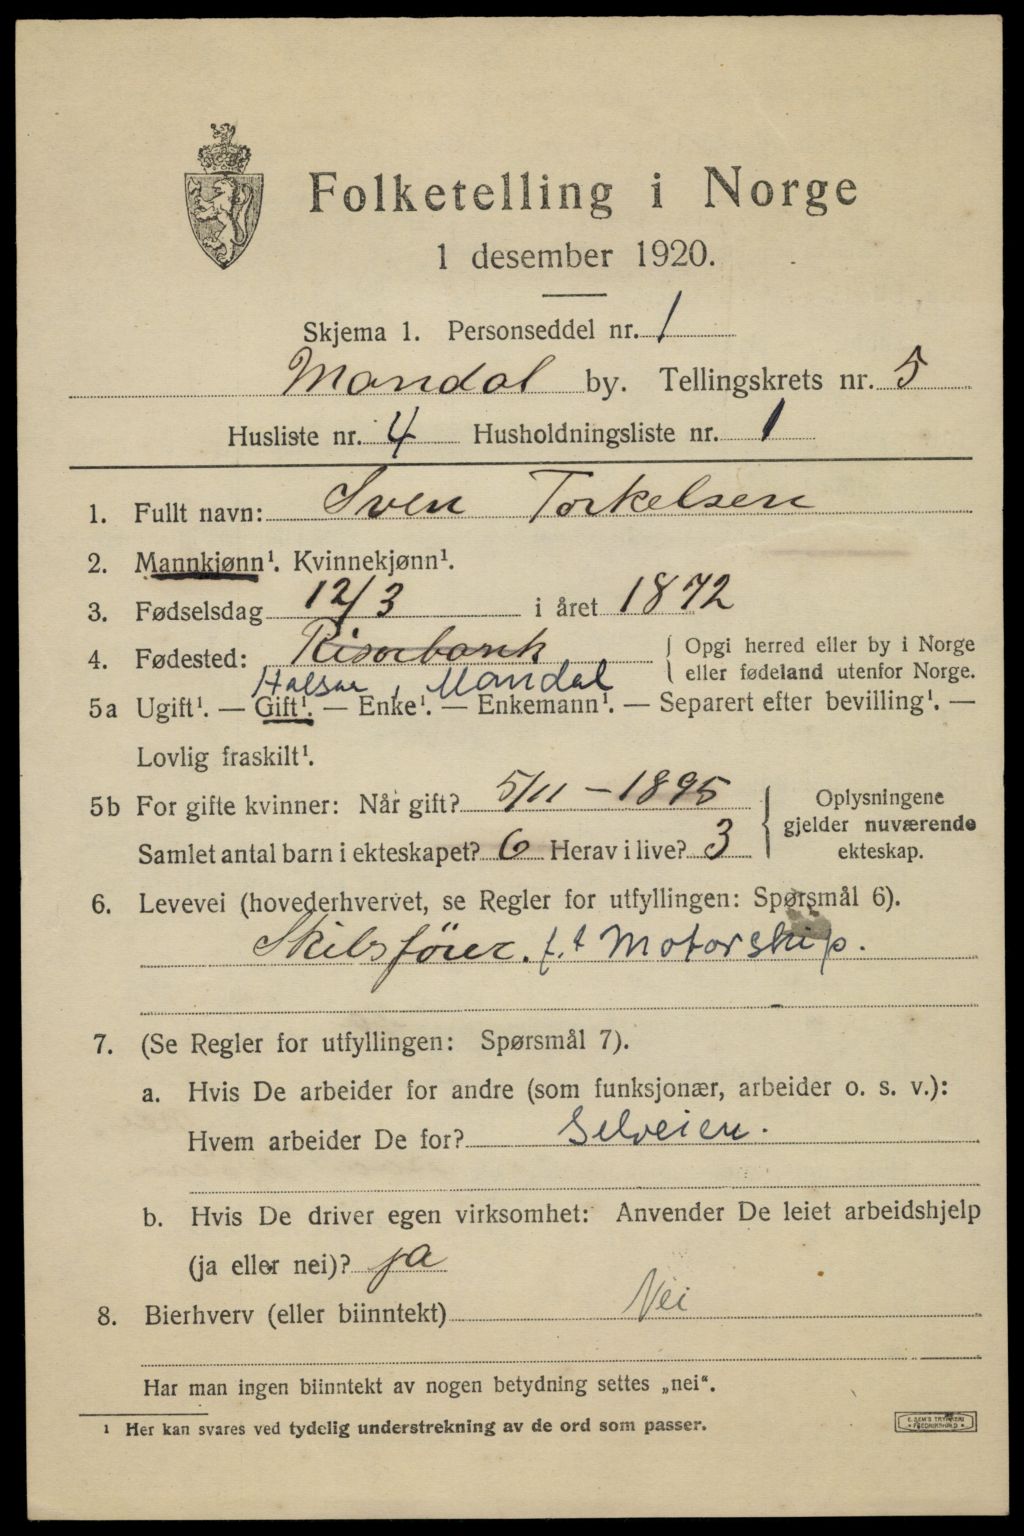 Folketelling i Norge
1 desember 1920.
Skjema 1. Personseddel nr. 1
Mandal by. Tellingskrets nr. 5
Husliste nr. 4 Husholdningsliste nr. 1
1. Fullt navn: Sven Torkelsen
2. Mannkjønn¹. Kvinnekjønn¹.
3. Fødselsdag 12/3 i året 1872
4. Fødested: Risørbank { Opgi herred eller by i Norge
eller fødeland utenfor Norge.
Halsaa, Mandal
5a Ugift¹. — Gift¹. — Enke¹. — Enkemann¹. — Separert efter bevilling¹. —
Lovlig fraskilt¹.
5b For gifte kvinner: Når gift? 5/11 – 1895
Samlet antal barn i ekteskapet? 6 Herav i live? 3
{ Oplysningene
gjelder nuværende
ekteskap.
6. Levevei (hovederhvervet, se Regler for utfyllingen: Spørsmål 6).
Skibsförer. f.t Motorskip.
7. (Se Regler for utfyllingen: Spørsmål 7).
a. Hvis De arbeider for andre (som funksjonær, arbeider o. s. v.):
Hvem arbeider De for? Selveier.
b. Hvis De driver egen virksomhet: Anvender De leiet arbeidshjelp
(ja eller nei)? ja
8. Bierhverv (eller biinntekt) Nei
Har man ingen biinntekt av nogen betydning settes „nei“.
¹ Her kan svares ved tydelig understrekning av de ord som passer.
E. SEM'S TRYKKERI
FREDRIKSHALD